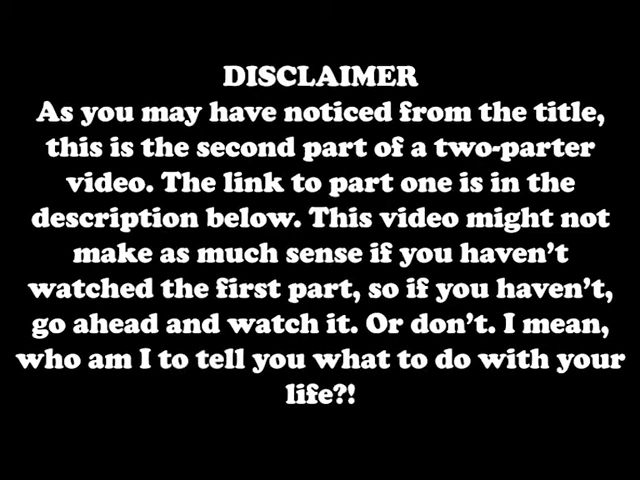 DISCLAIMER
As you may have noticed from the title,
this is the second part of a two-parter
video. The link to part one is in the
description below. This video might not
make as much sense if you haven't
watched the first part, so if you haven't,
go ahead and watch it. Or don't. I mean,
who am I to tell you what to do with your
life?!